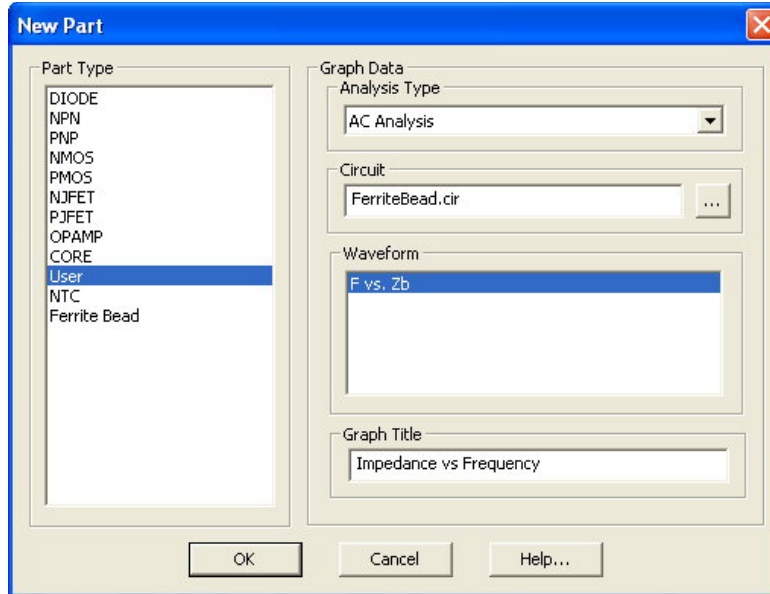 New Part
Part Type
DIODE
NPN
PNP
NMOS
PMOS
NJFET
PJFET
OPAMP
CORE
User
NTC
Ferrite Bead
Graph Data
Analysis Type
AC Analysis
Circuit
FerriteBead.cir
...
Waveform
F vs. Zb
Graph Title
Impedance vs Frequency
OK
Cancel
Help...